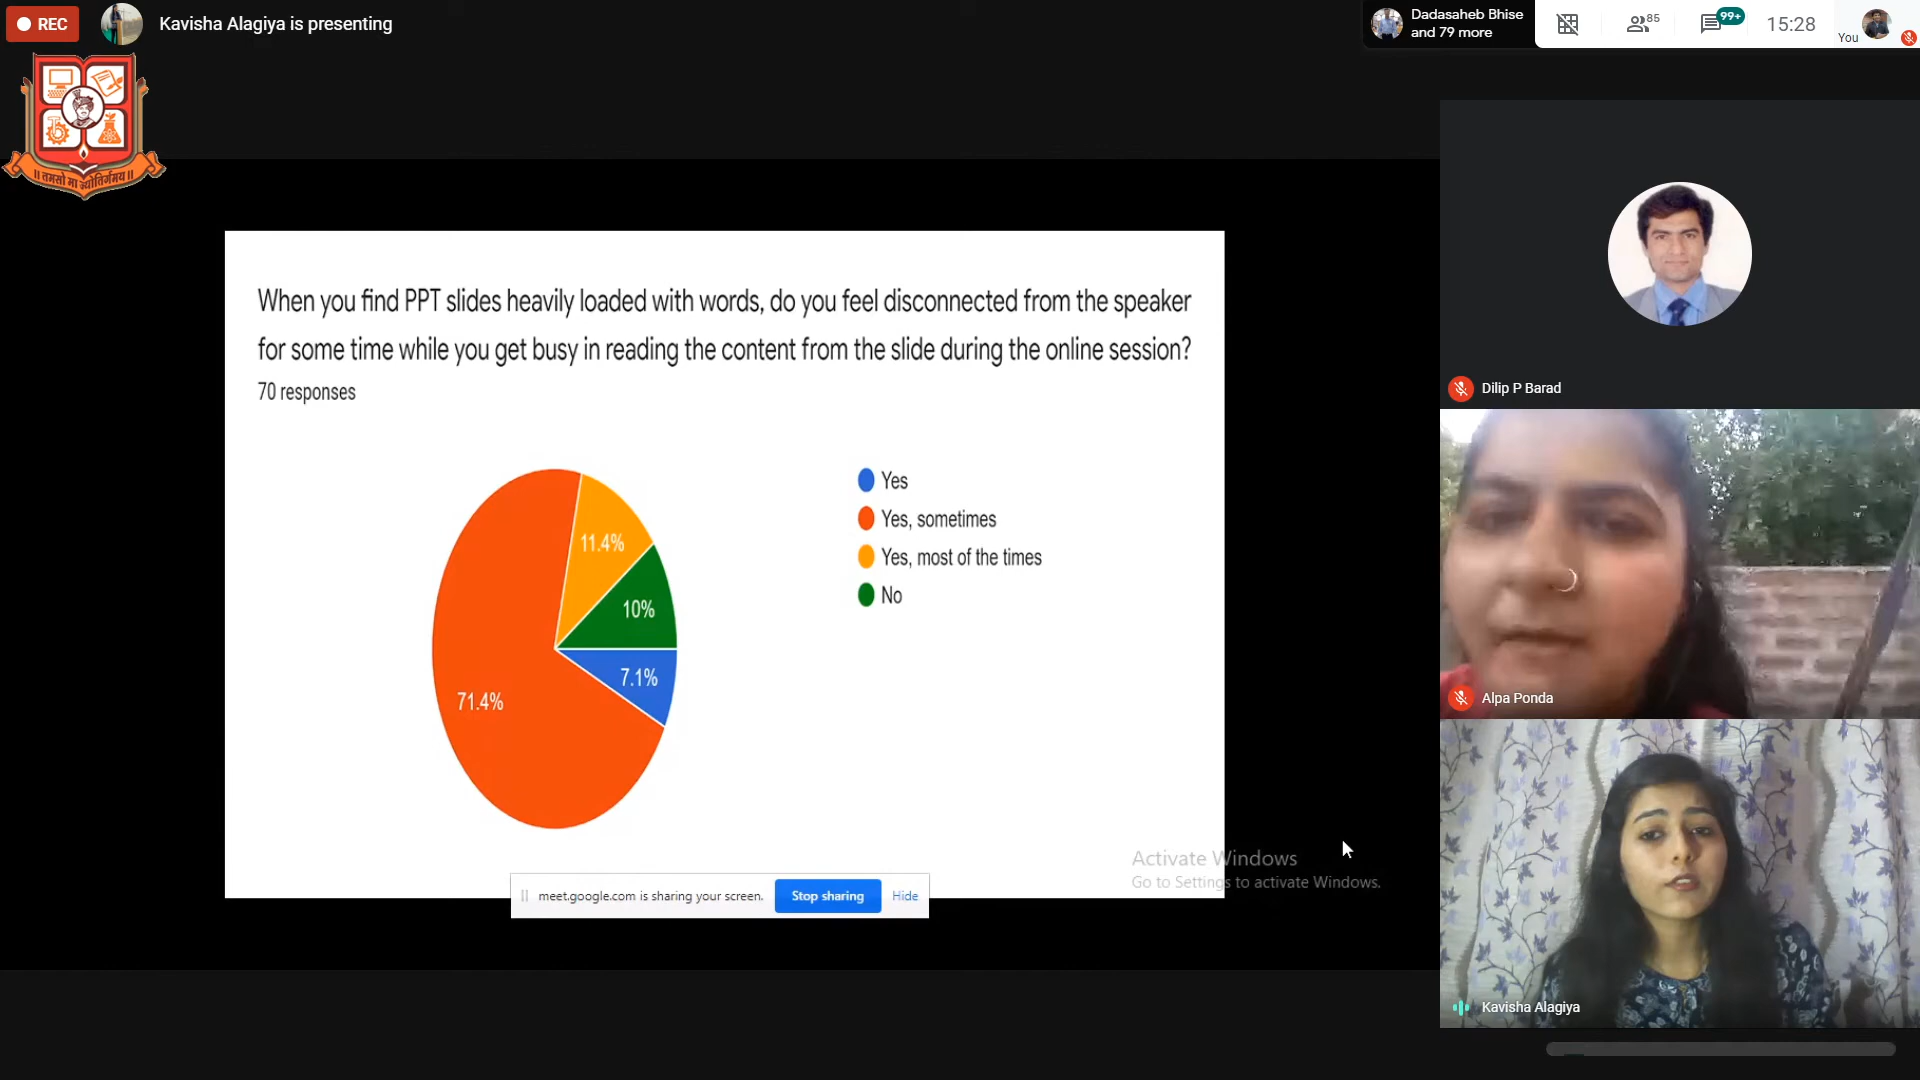 REC
Kavisha Alagiya is presenting
Dadasaheb Bhise
and 79 more
85
99+
15:28
You
॥ तमसो मा ज्योतिर्गमय ॥
When you find PPT slides heavily loaded with words, do you feel disconnected from the speaker
for some time while you get busy in reading the content from the slide during the online session?
70 responses
11.4%
10%
7.1%
71.4%
Yes
Yes, sometimes
Yes, most of the times
No
Activate Windows
Go to Settings to activate Windows.
meet.google.com is sharing your screen.
Stop sharing
Hide
Dilip P Barad
Alpa Ponda
Kavisha Alagiya